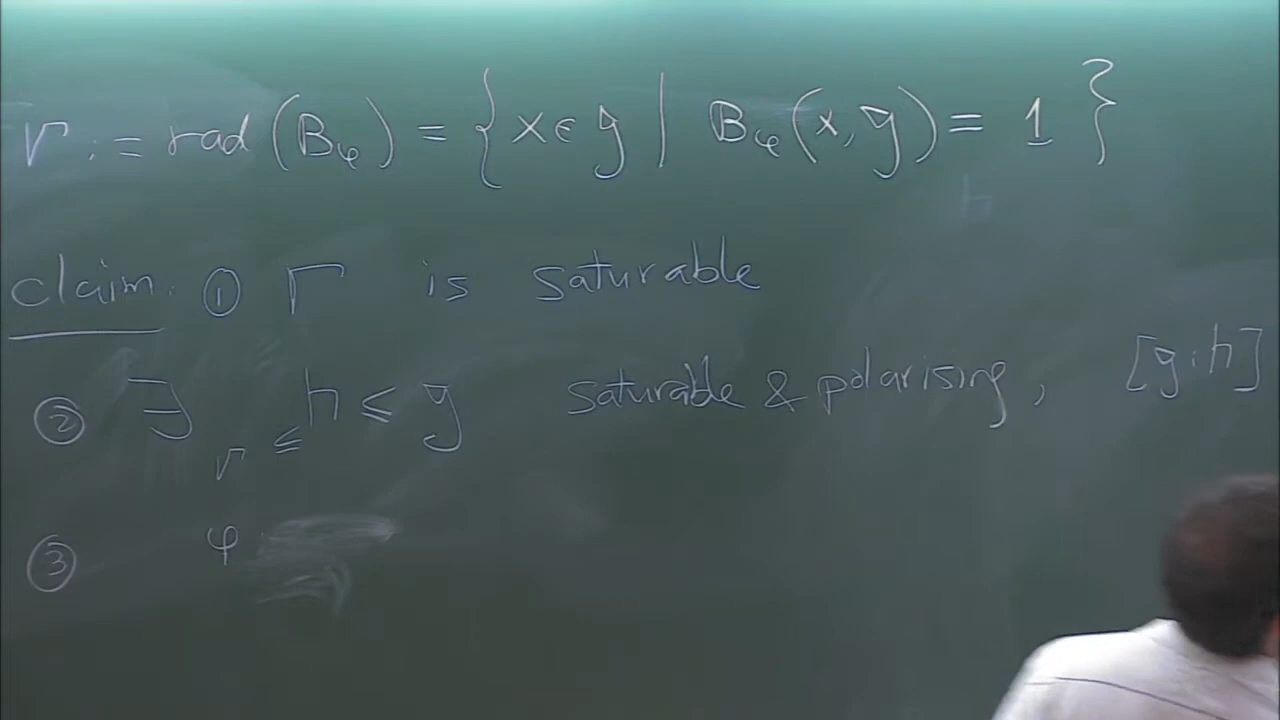 r := rad (B_φ) = { x ∈ g | B_φ(x, g) = 1 }
claim: ① r is saturable
② ∃ r ≤ h ≤ g saturable & polarising, [g:h]
③ φ